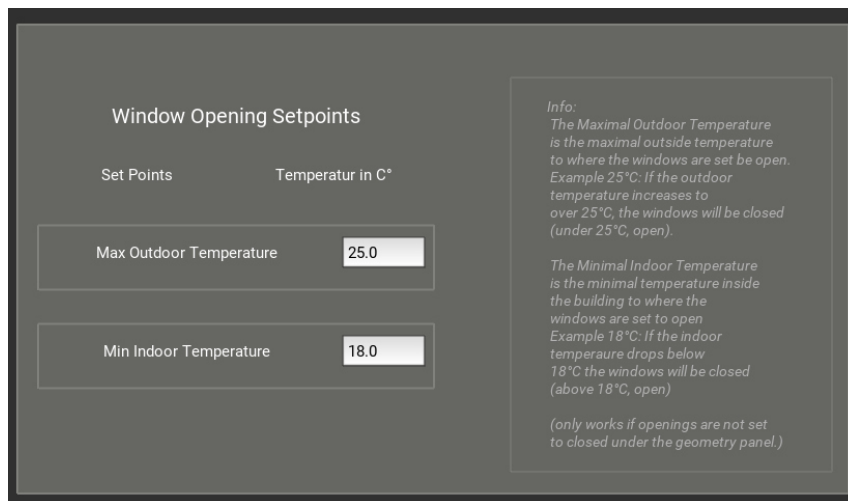 Window Opening Setpoints
Set Points Temperatur in C°
Max Outdoor Temperature 25.0
Min Indoor Temperature 18.0
Info:
The Maximal Outdoor Temperature
is the maximal outside temperature
to where the windows are set be open.
Example 25°C: If the outdoor
temperature increases to
over 25°C, the windows will be closed
(under 25°C, open).
The Minimal Indoor Temperature
is the minimal temperature inside
the building to where the
windows are set to open
Example 18°C: If the indoor
temperaure drops below
18°C the windows will be closed
(above 18°C, open)
(only works if openings are not set
to closed under the geometry panel.)